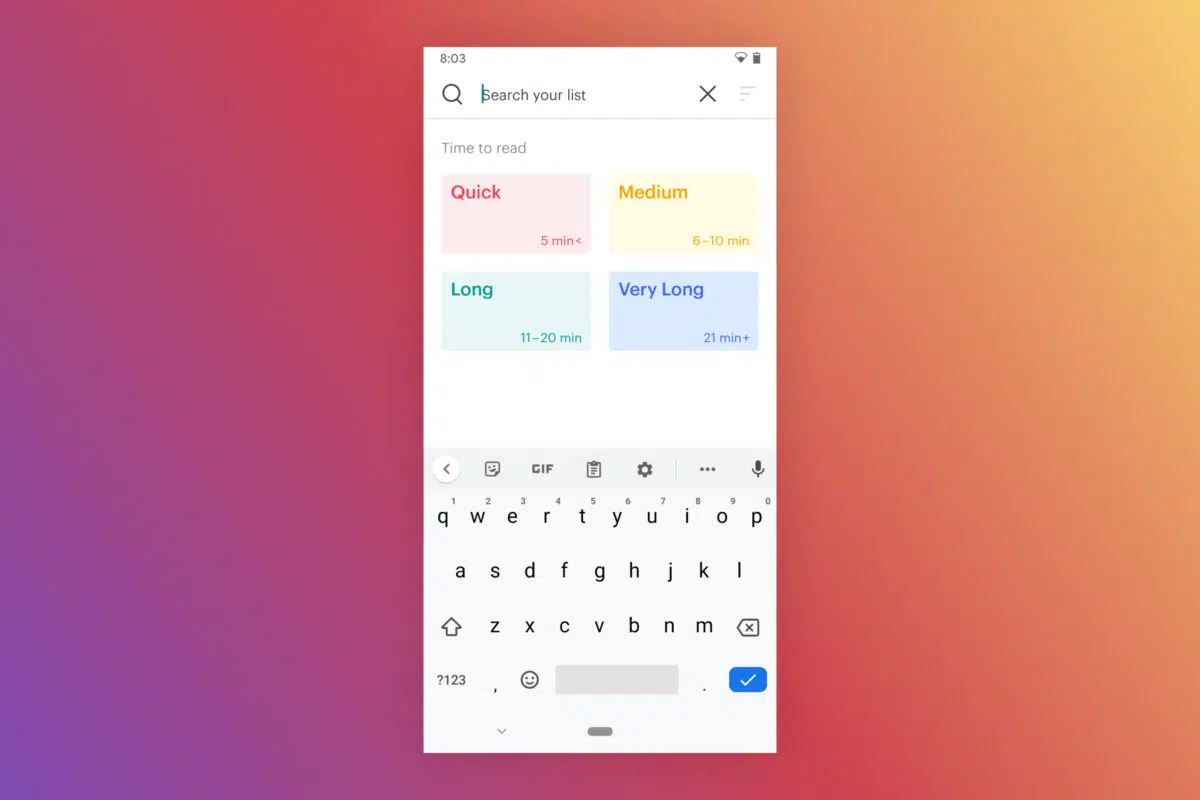 8:03
Search your list
Time to read
Quick
5 min<
Medium
6–10 min
Long
11–20 min
Very Long
21 min+
GIF
1 2 3 4 5 6 7 8 9 0
q w e r t y u i o p
a s d f g h j k l
z x c v b n m
?123 , .